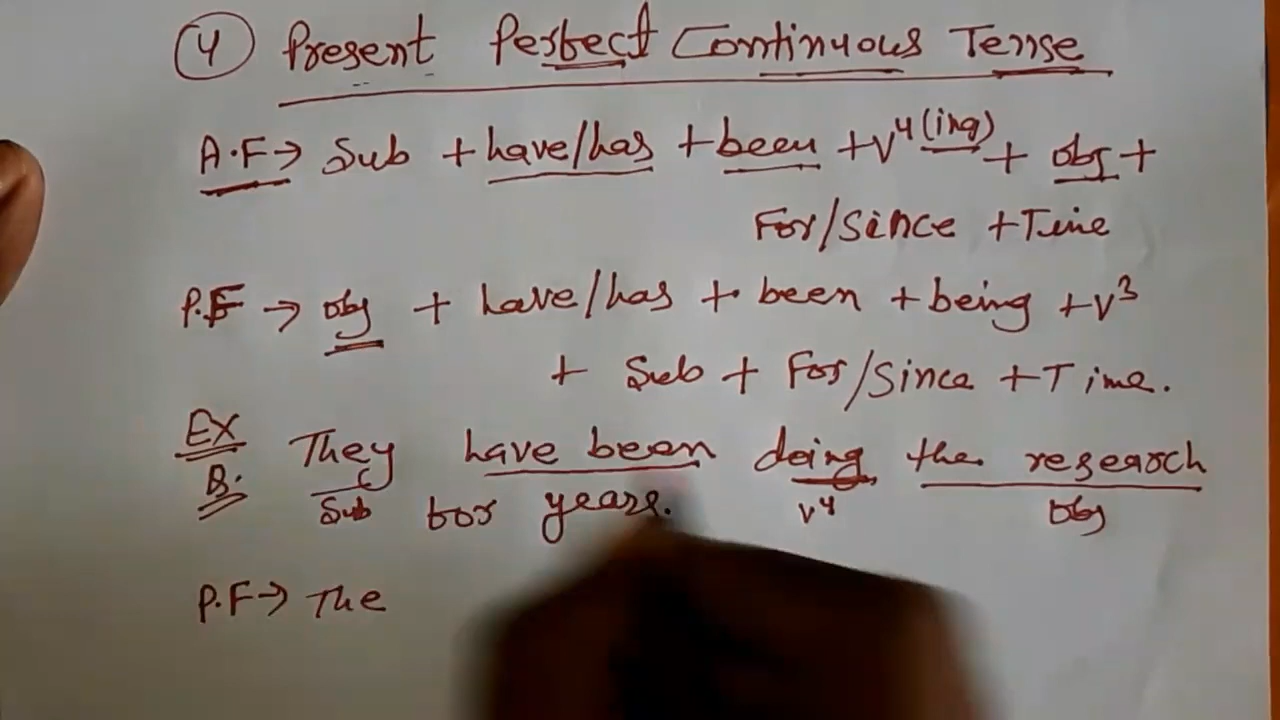 4 Present Perfect Continuous Tense
A.F → Sub + have/has + been + V⁴(ing) + obj +
For/Since + Time
P.F → obj + have/has + been + being + V³
+ Sub + For/Since + Time.
EX They have been doing the research
B. Sub for years. V⁴ obj
P.F → The